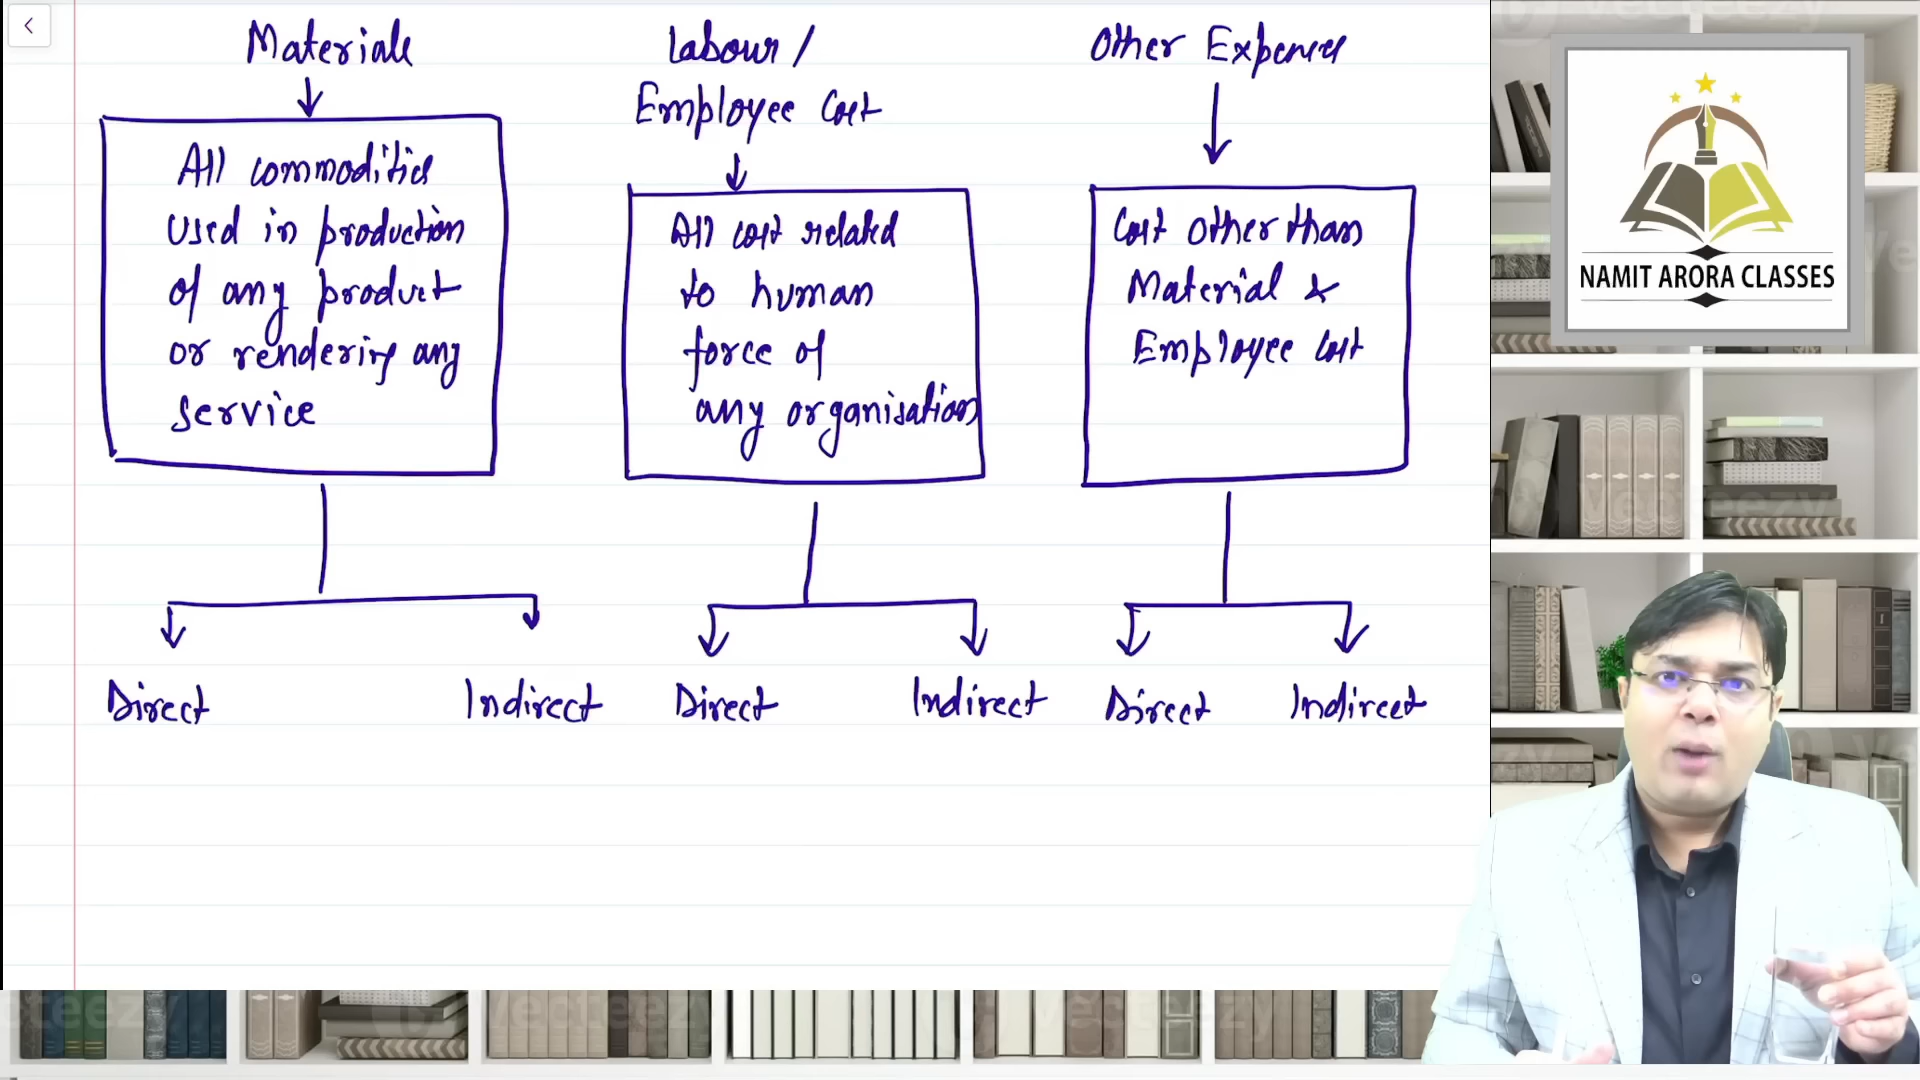 Materials
All commodities
used in production
of any product
or rendering any
service
Direct
Indirect
Labour /
Employee Cost
All cost related
to human
force of
any organisation
Direct
Indirect
Other Expenses
Cost other than
Material &
Employee Cost
Direct
Indirect
NAMIT ARORA CLASSES